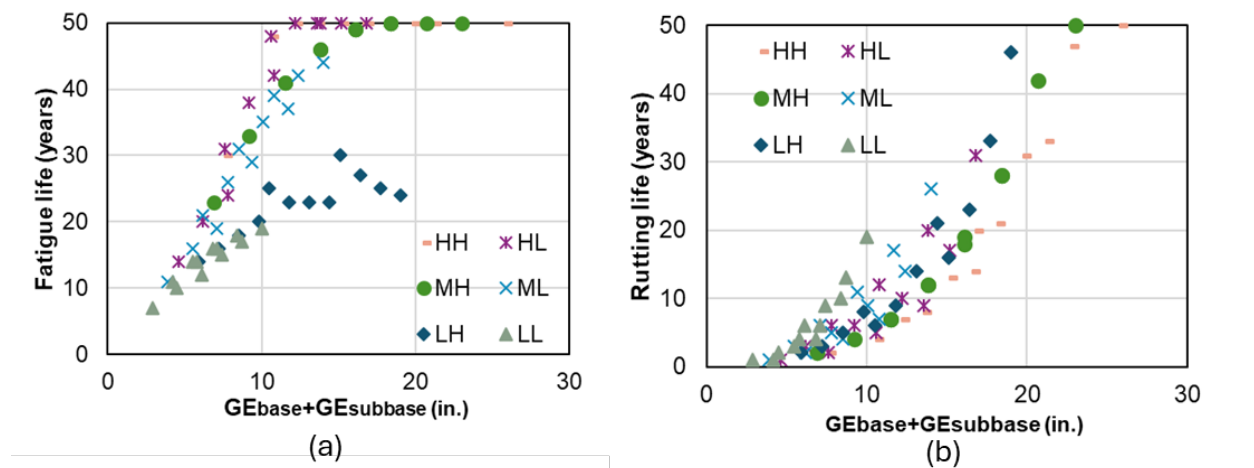 50
40
30
20
10
0
Fatigue life (years)
HH HL
MH ML
LH LL
0 10 20 30
GEbase+GEsubbase (in.)
(a)
50
40
30
20
10
0
Rutting life (years)
HH HL
MH ML
LH LL
0 10 20 30
GEbase+GEsubbase (in.)
(b)